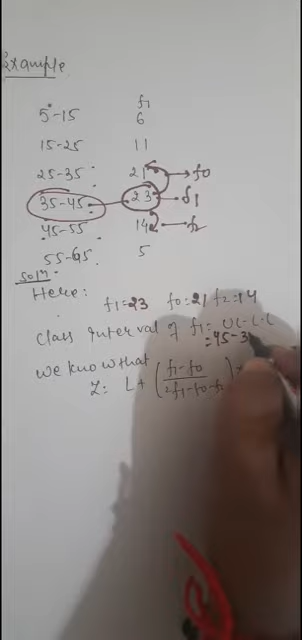 Example
f1
5-15 6
15-25 11
25-35 21 f0
35-45 23 f1
45-55 14 f2
55-65 5
soln
Here:
f1=23 f0=21 f2=14
class interval of f1= UL-L.L
=45-3
we know that
Z= L+ (f1-f0 / 2f1-f0-f2)